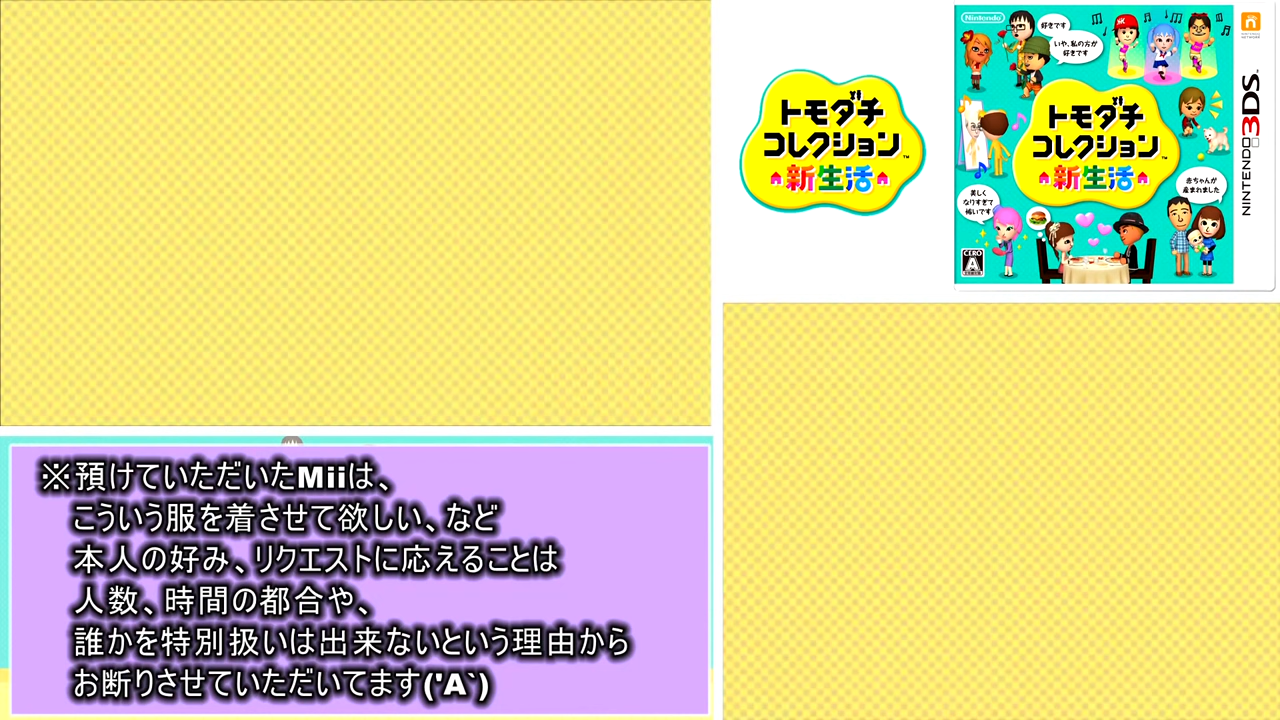 トモダチ
コレクション
新生活
TM
Nintendo
好きです
いや、私の方が
好きです
トモダチ
コレクション
新生活
TM
赤ちゃんが
産まれました
美しく
なりすぎて
怖いです
CERO
A
NINTENDO 3DS
※預けていただいたMiiは、
こういう服を着させて欲しい、など
本人の好み、リクエストに応えることは
人数、時間の都合や、
誰かを特別扱いは出来ないという理由から
お断りさせていただいてます('A`)